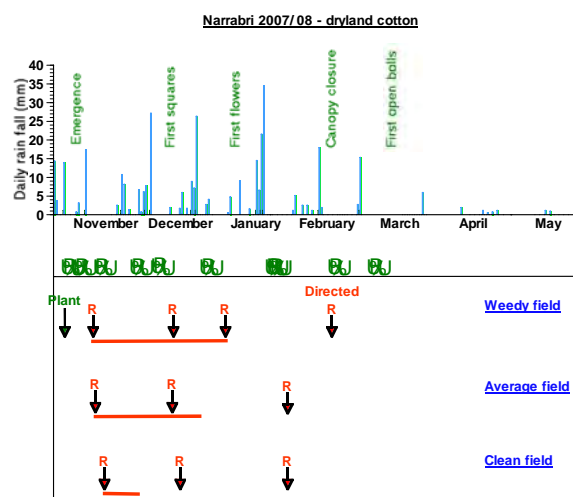 Narrabri 2007/08 - dryland cotton
Daily rain fall (mm)
40
35
30
25
20
15
10
5
0
Emergence
First squares
First flowers
Canopy closure
First open bolls
November December January February March April May
Plant
Directed
R R R R
Weedy field
R R R
Average field
R R R
Clean field